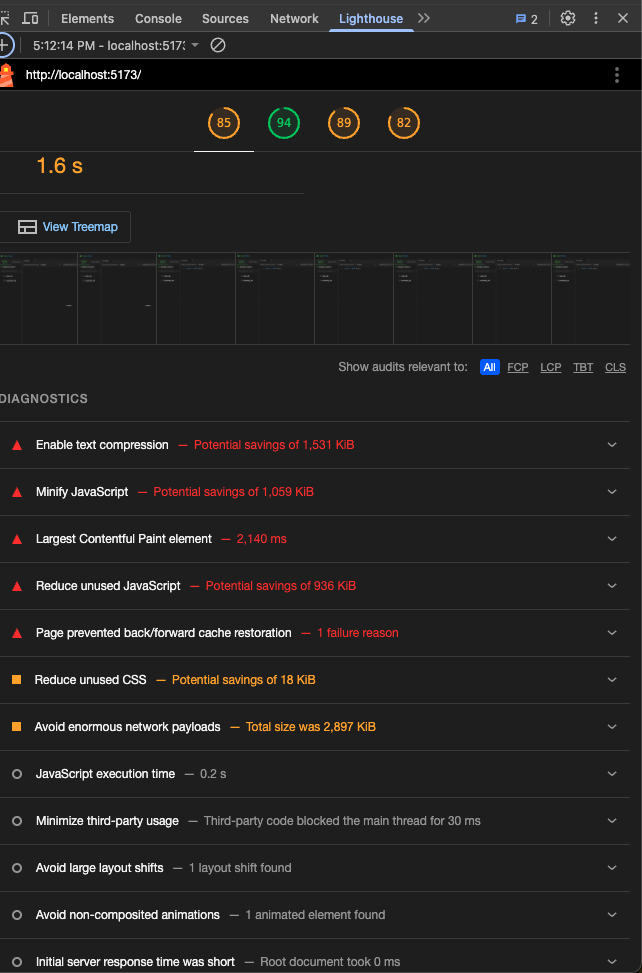 Elements Console Sources Network Lighthouse 2
5:12:14 PM - localhost:517
http://localhost:5173/
85 94 89 82
1.6 s
View Treemap
Show audits relevant to: All FCP LCP TBT CLS
DIAGNOSTICS
Enable text compression — Potential savings of 1,531 KiB
Minify JavaScript — Potential savings of 1,059 KiB
Largest Contentful Paint element — 2,140 ms
Reduce unused JavaScript — Potential savings of 936 KiB
Page prevented back/forward cache restoration — 1 failure reason
Reduce unused CSS — Potential savings of 18 KiB
Avoid enormous network payloads — Total size was 2,897 KiB
JavaScript execution time — 0.2 s
Minimize third-party usage — Third-party code blocked the main thread for 30 ms
Avoid large layout shifts — 1 layout shift found
Avoid non-composited animations — 1 animated element found
Initial server response time was short — Root document took 0 ms